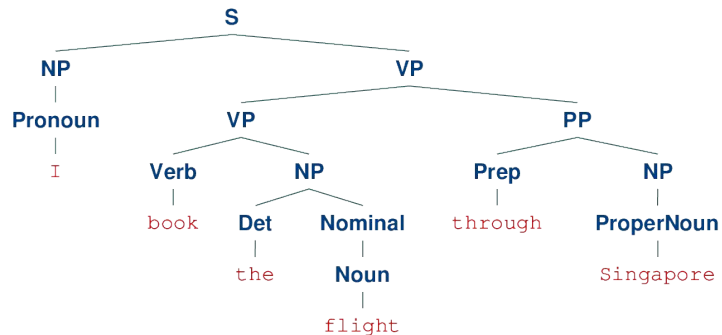 S
NP VP
Pronoun VP PP
I Verb NP Prep NP
book Det Nominal through ProperNoun
the Noun Singapore
flight